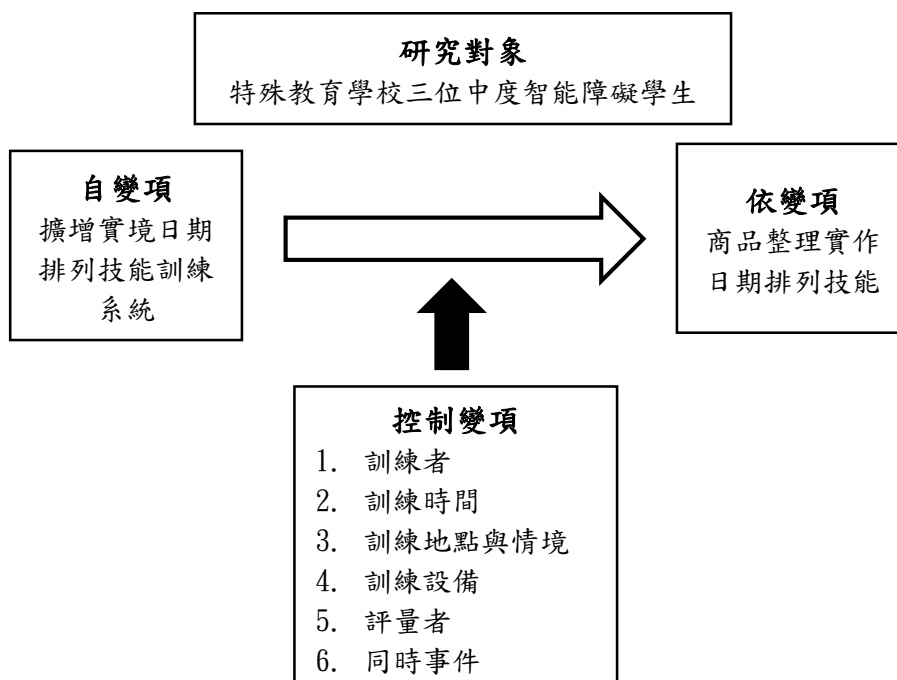 研究對象
特殊教育學校三位中度智能障礙學生
自變項
擴增實境日期
排列技能訓練
系統
依變項
商品整理實作
日期排列技能
控制變項
1. 訓練者
2. 訓練時間
3. 訓練地點與情境
4. 訓練設備
5. 評量者
6. 同時事件